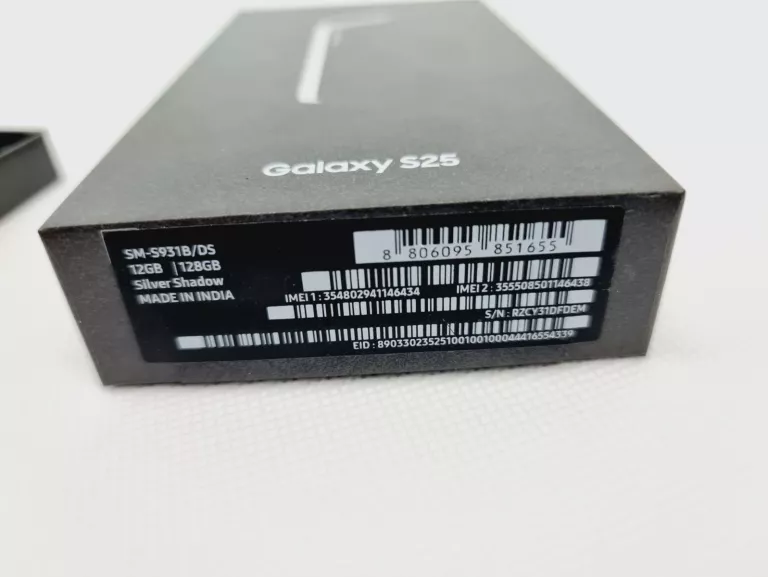 Galaxy S25
SM-S931B/DS
12GB | 128GB
Silver Shadow
MADE IN INDIA
8 806095 851655
IMEI 1 : 354802941146434
IMEI 2 : 355508501146438
S/N : RZCY31DFDEM
EID : 89033023525100100100044416554339